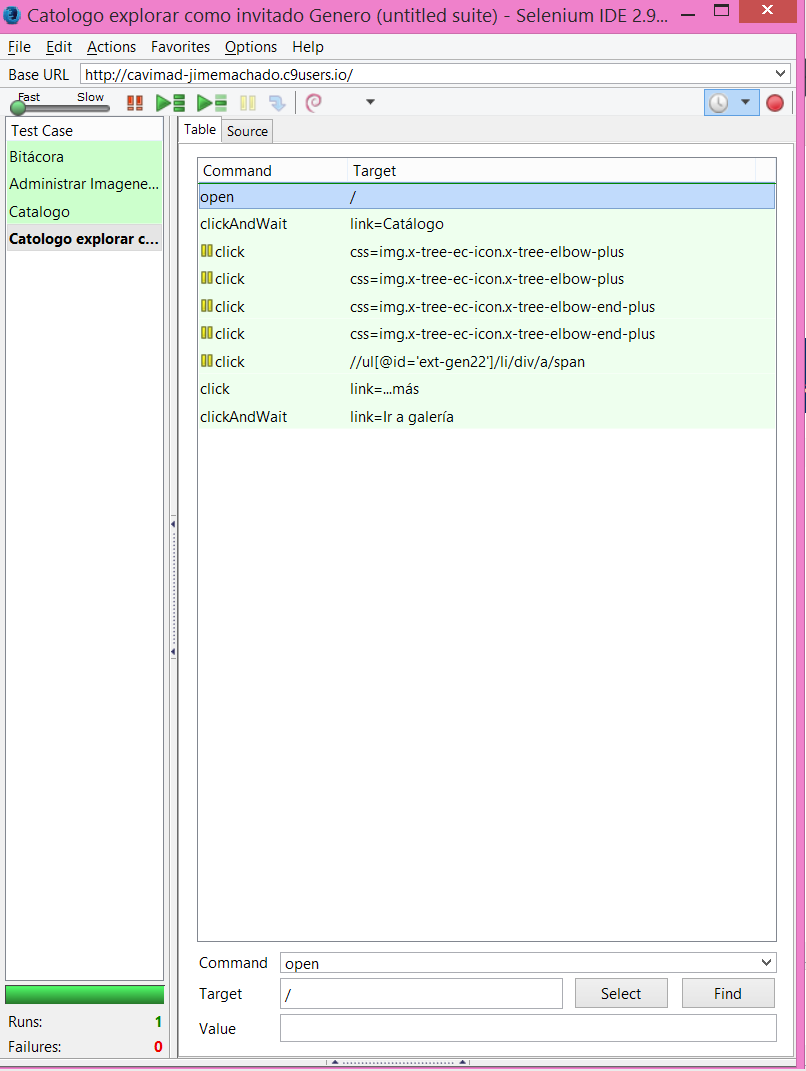 Catologo explorar como invitado Genero (untitled suite) - Selenium IDE 2.9...
File Edit Actions Favorites Options Help
Base URL http://cavimad-jimemachado.c9users.io/
Fast Slow
Test Case
Bitácora
Administrar Imagene...
Catalogo
Catologo explorar c...
Table Source
Command Target
open /
clickAndWait link=Catálogo
click css=img.x-tree-ec-icon.x-tree-elbow-plus
click css=img.x-tree-ec-icon.x-tree-elbow-plus
click css=img.x-tree-ec-icon.x-tree-elbow-end-plus
click css=img.x-tree-ec-icon.x-tree-elbow-end-plus
click //ul[@id='ext-gen22']/li/div/a/span
click link=...más
clickAndWait link=Ir a galería
Command open
Target / Select Find
Value
Runs: 1
Failures: 0